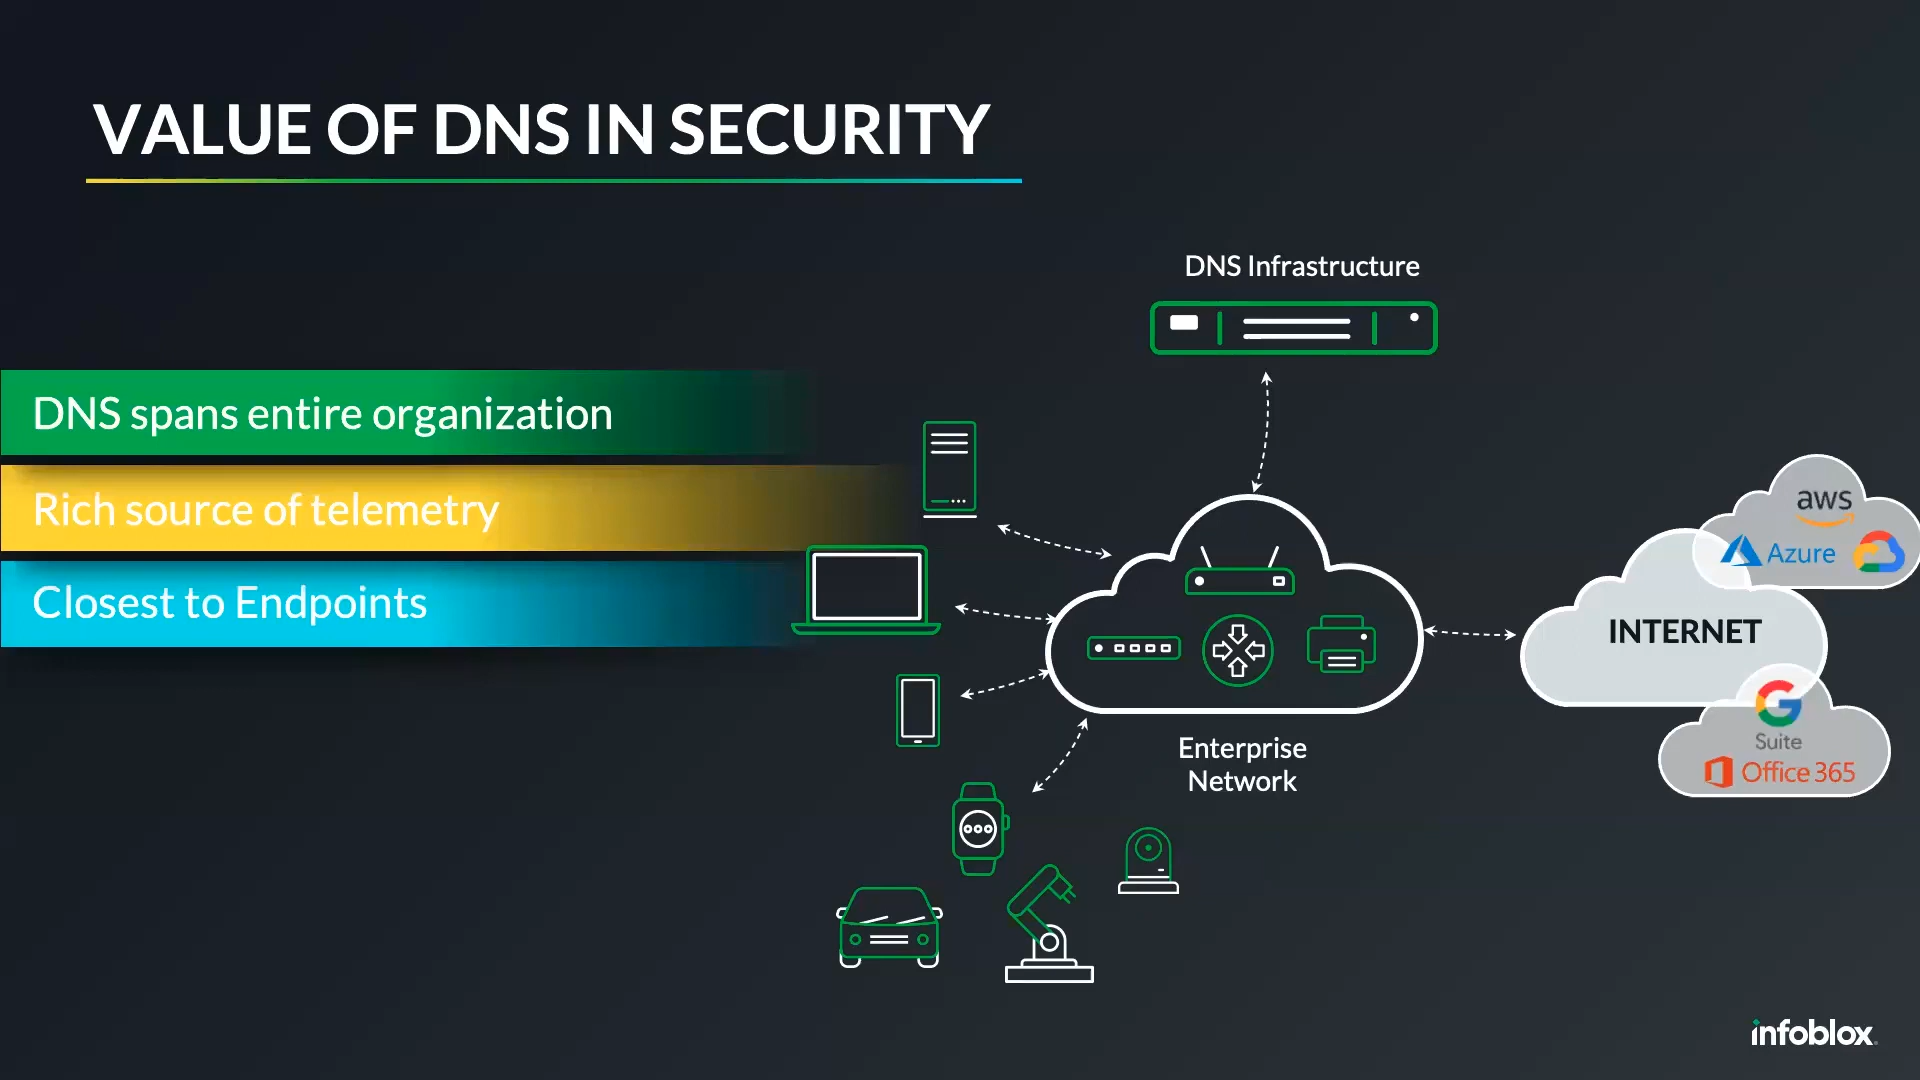 VALUE OF DNS IN SECURITY
DNS Infrastructure
DNS spans entire organization
Rich source of telemetry
Closest to Endpoints
aws
Azure
INTERNET
G
Suite
Office 365
Enterprise
Network
infoblox